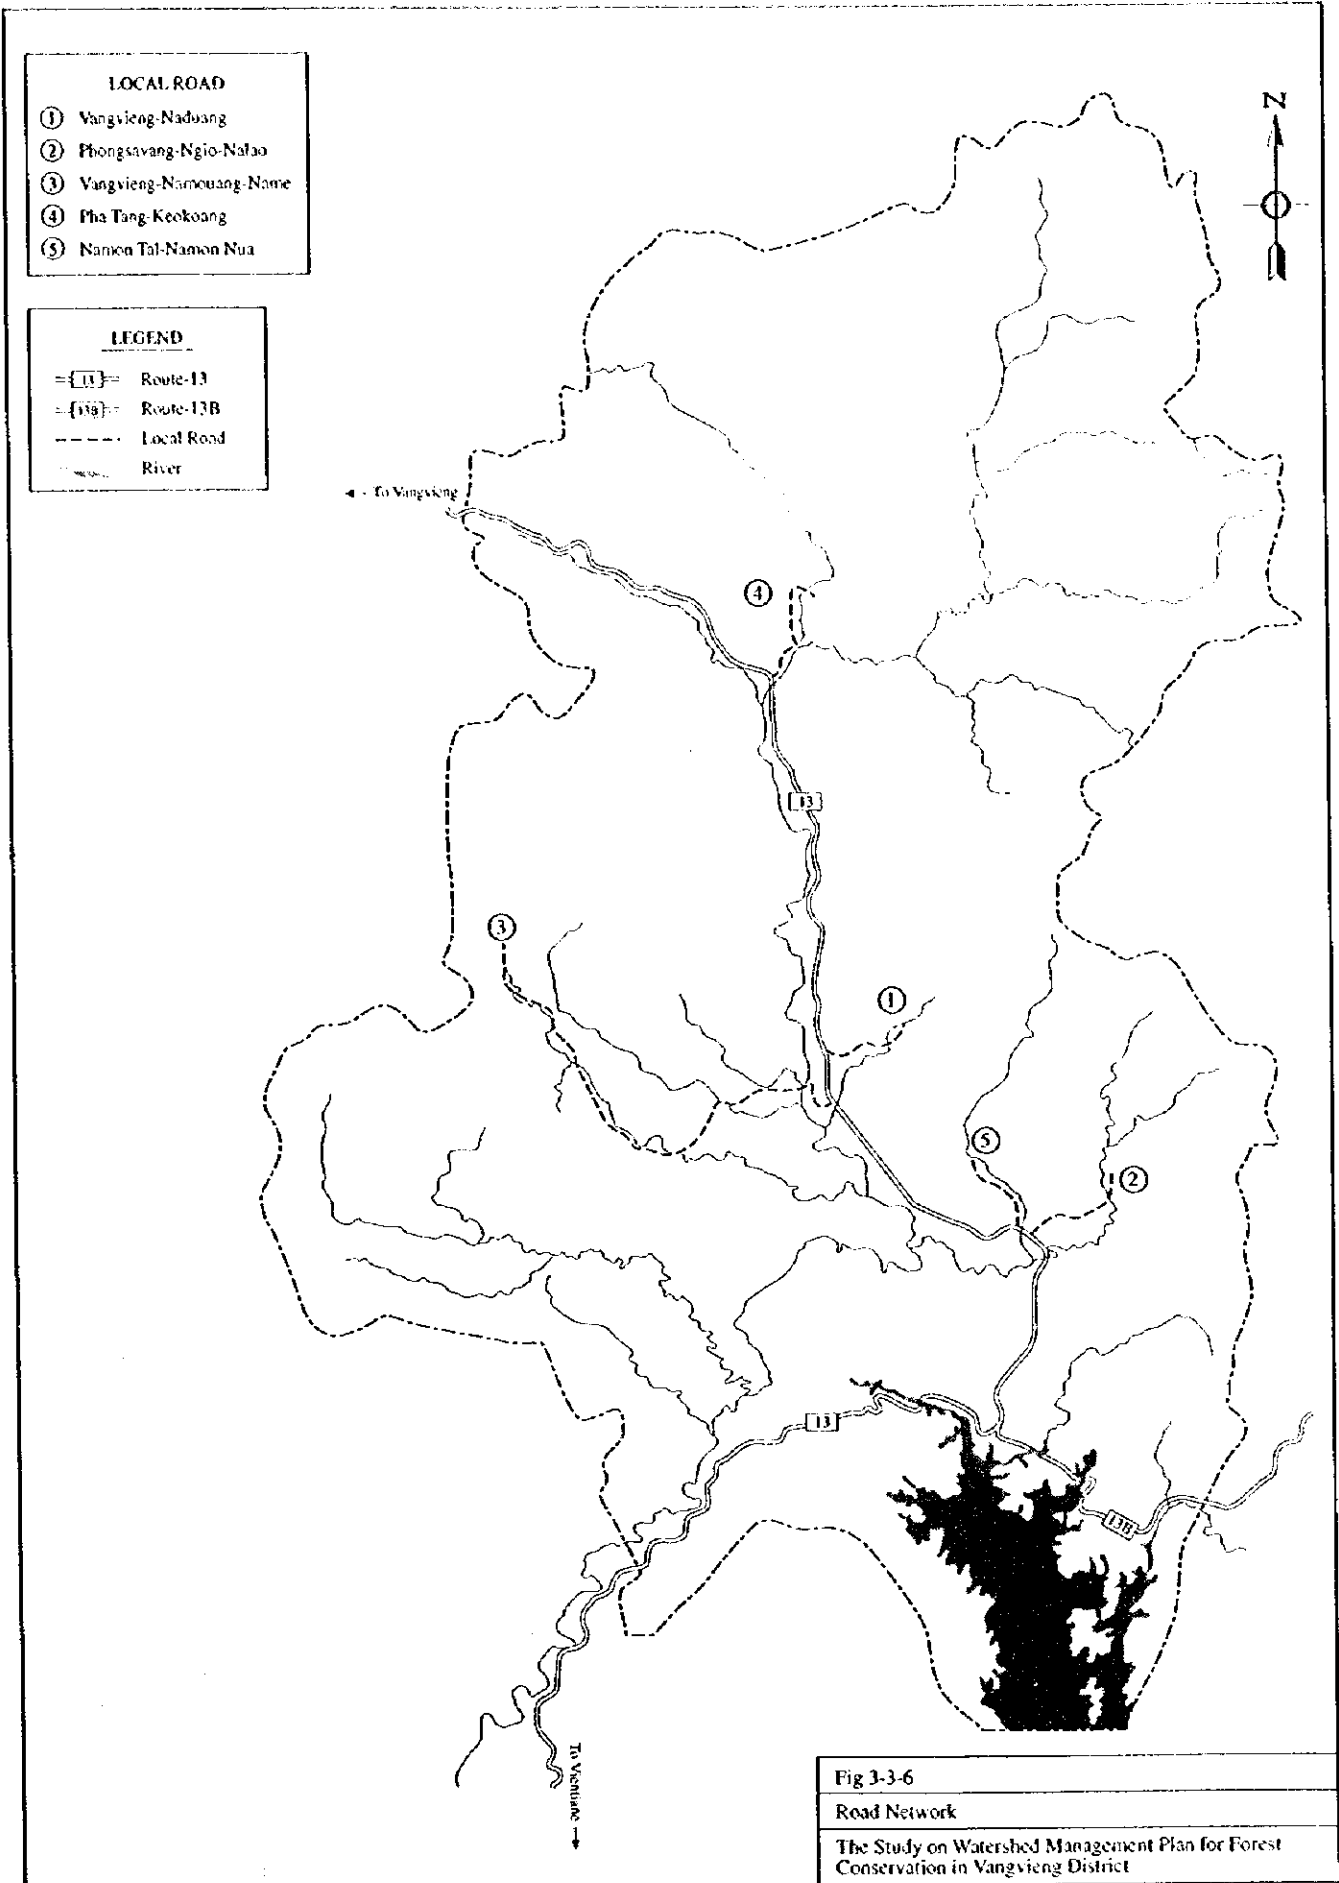 LOCAL ROAD
① Vangvieng-Naduang
② Phongsavang-Ngio-Nalao
③ Vangvieng-Namouang-Name
④ Pha Tang-Keokoang
⑤ Namon Tai-Namon Nua
LEGEND
13 Route-13
13B Route-13B
Local Road
River
N
To Vangvieng
④
13
③
①
⑤
②
13
13B
To Vientiane
Fig 3-3-6
Road Network
The Study on Watershed Management Plan for Forest
Conservation in Vangvieng District